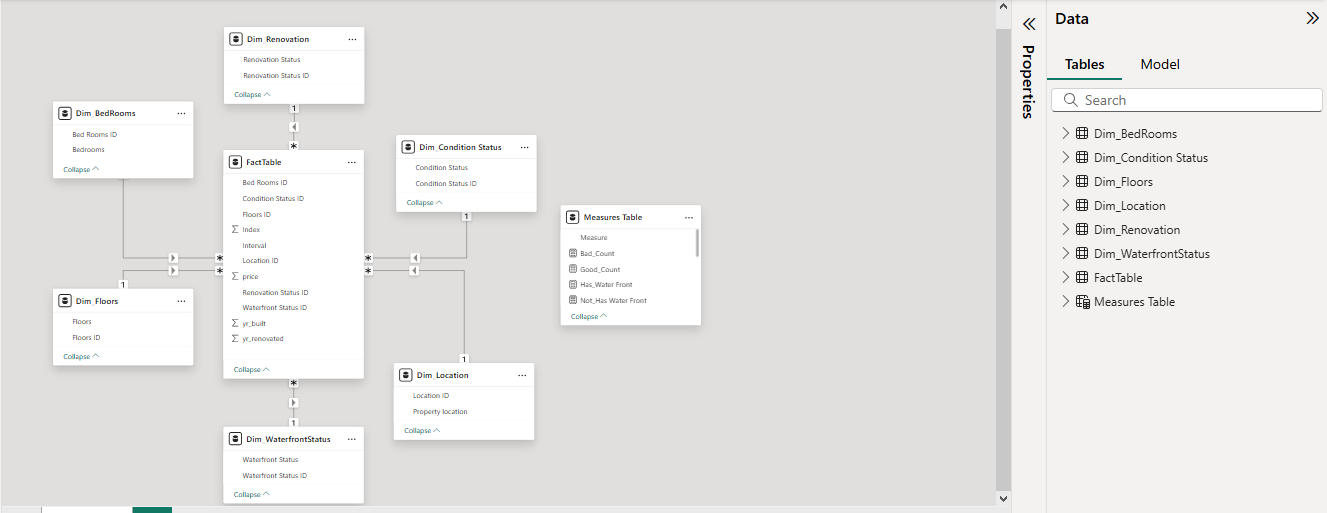 Dim_Renovation
Renovation Status
Renovation Status ID
Collapse
1
*
Dim_BedRooms
Bed Rooms ID
Bedrooms
Collapse
*
Dim_Condition Status
Condition Status
Condition Status ID
Collapse
1
*
FactTable
Bed Rooms ID
Condition Status ID
Floors ID
Index
Interval
Location ID
price
Renovation Status ID
Waterfront Status ID
yr_built
yr_renovated
Collapse
Measures Table
Measure
Bad_Count
Good_Count
Has_Water Front
Not_Has Water Front
Collapse
*
1
Dim_Floors
Floors
Floors ID
Collapse
*
1
Dim_Location
Location ID
Property location
Collapse
*
1
Dim_WaterfrontStatus
Waterfront Status
Waterfront Status ID
Collapse
Properties
Data
Tables
Model
Search
Dim_BedRooms
Dim_Condition Status
Dim_Floors
Dim_Location
Dim_Renovation
Dim_WaterfrontStatus
FactTable
Measures Table